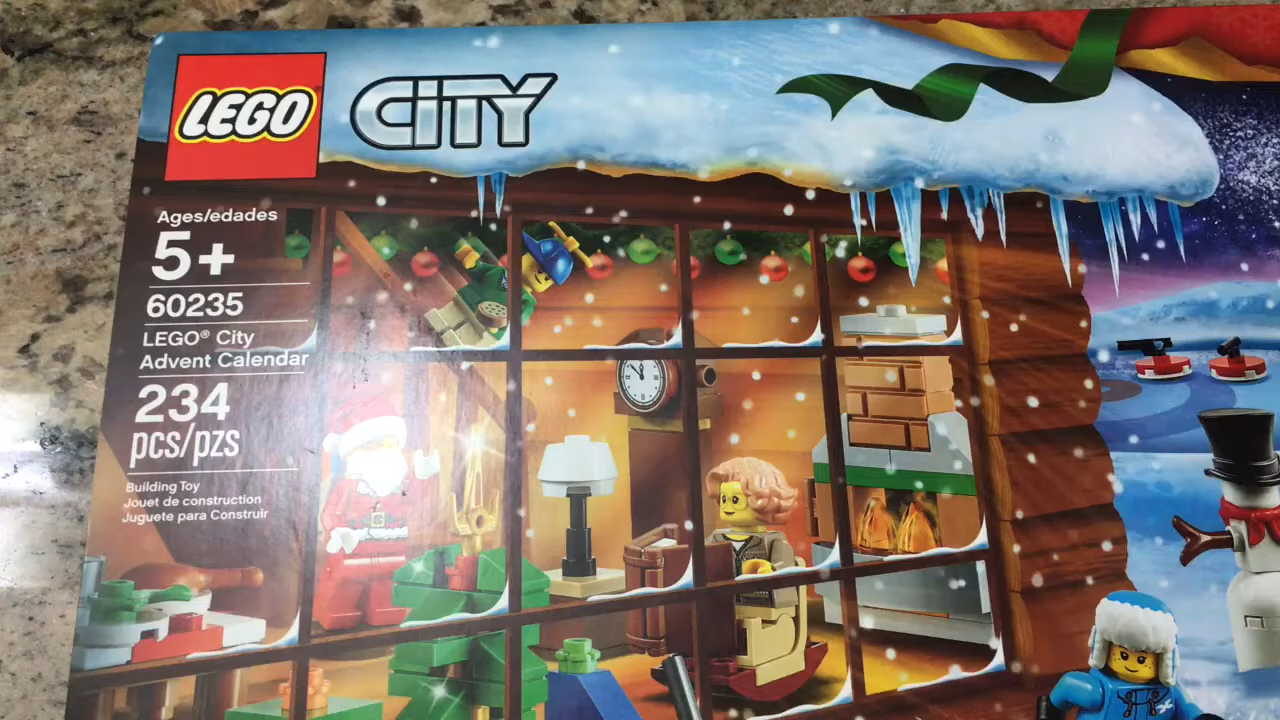 LEGO
CITY
Ages/edades
5+
60235
LEGO® City
Advent Calendar
234
pcs/pzs
Building Toy
Jouet de construction
Juguete para Construir